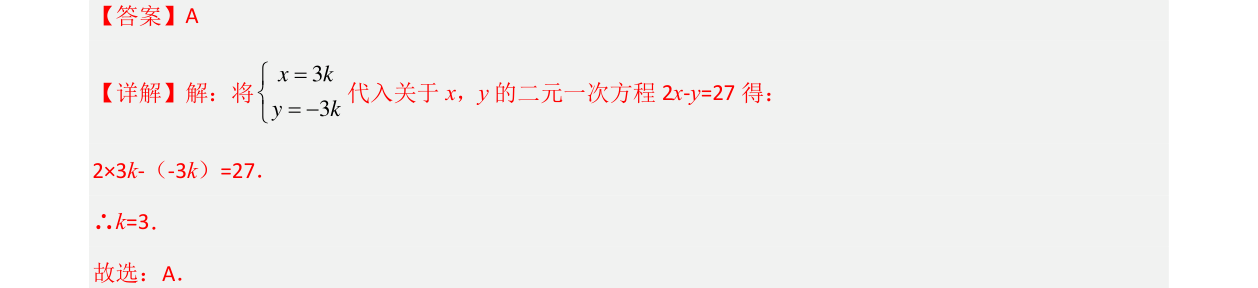 【答案】A
【详解】解：将{x=3k y=-3k 代入关于 x，y 的二元一次方程 2x-y=27 得：
2×3k-（-3k）=27．
∴k=3．
故选：A．